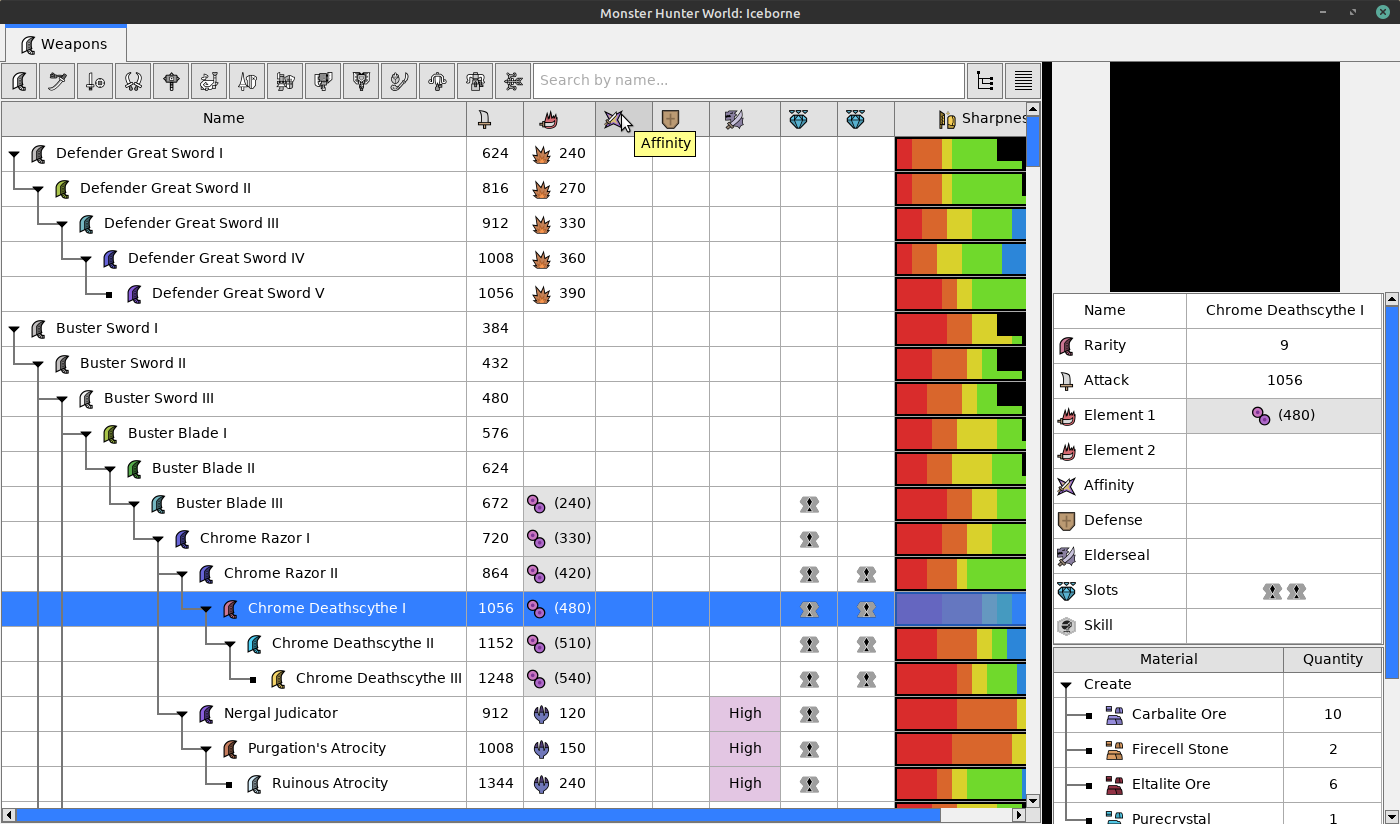 Monster Hunter World: Iceborne
Weapons
Search by name...
Name
Sharpnes
Affinity
Defender Great Sword I 624 240
Defender Great Sword II 816 270
Defender Great Sword III 912 330
Defender Great Sword IV 1008 360
Defender Great Sword V 1056 390
Buster Sword I 384
Buster Sword II 432
Buster Sword III 480
Buster Blade I 576
Buster Blade II 624
Buster Blade III 672 (240)
Chrome Razor I 720 (330)
Chrome Razor II 864 (420)
Chrome Deathscythe I 1056 (480)
Chrome Deathscythe II 1152 (510)
Chrome Deathscythe III 1248 (540)
Nergal Judicator 912 120 High
Purgation's Atrocity 1008 150 High
Ruinous Atrocity 1344 240 High
Name Chrome Deathscythe I
Rarity 9
Attack 1056
Element 1 (480)
Element 2
Affinity
Defense
Elderseal
Slots
Skill
Material Quantity
Create
Carbalite Ore 10
Firecell Stone 2
Eltalite Ore 6
Purecrystal 1